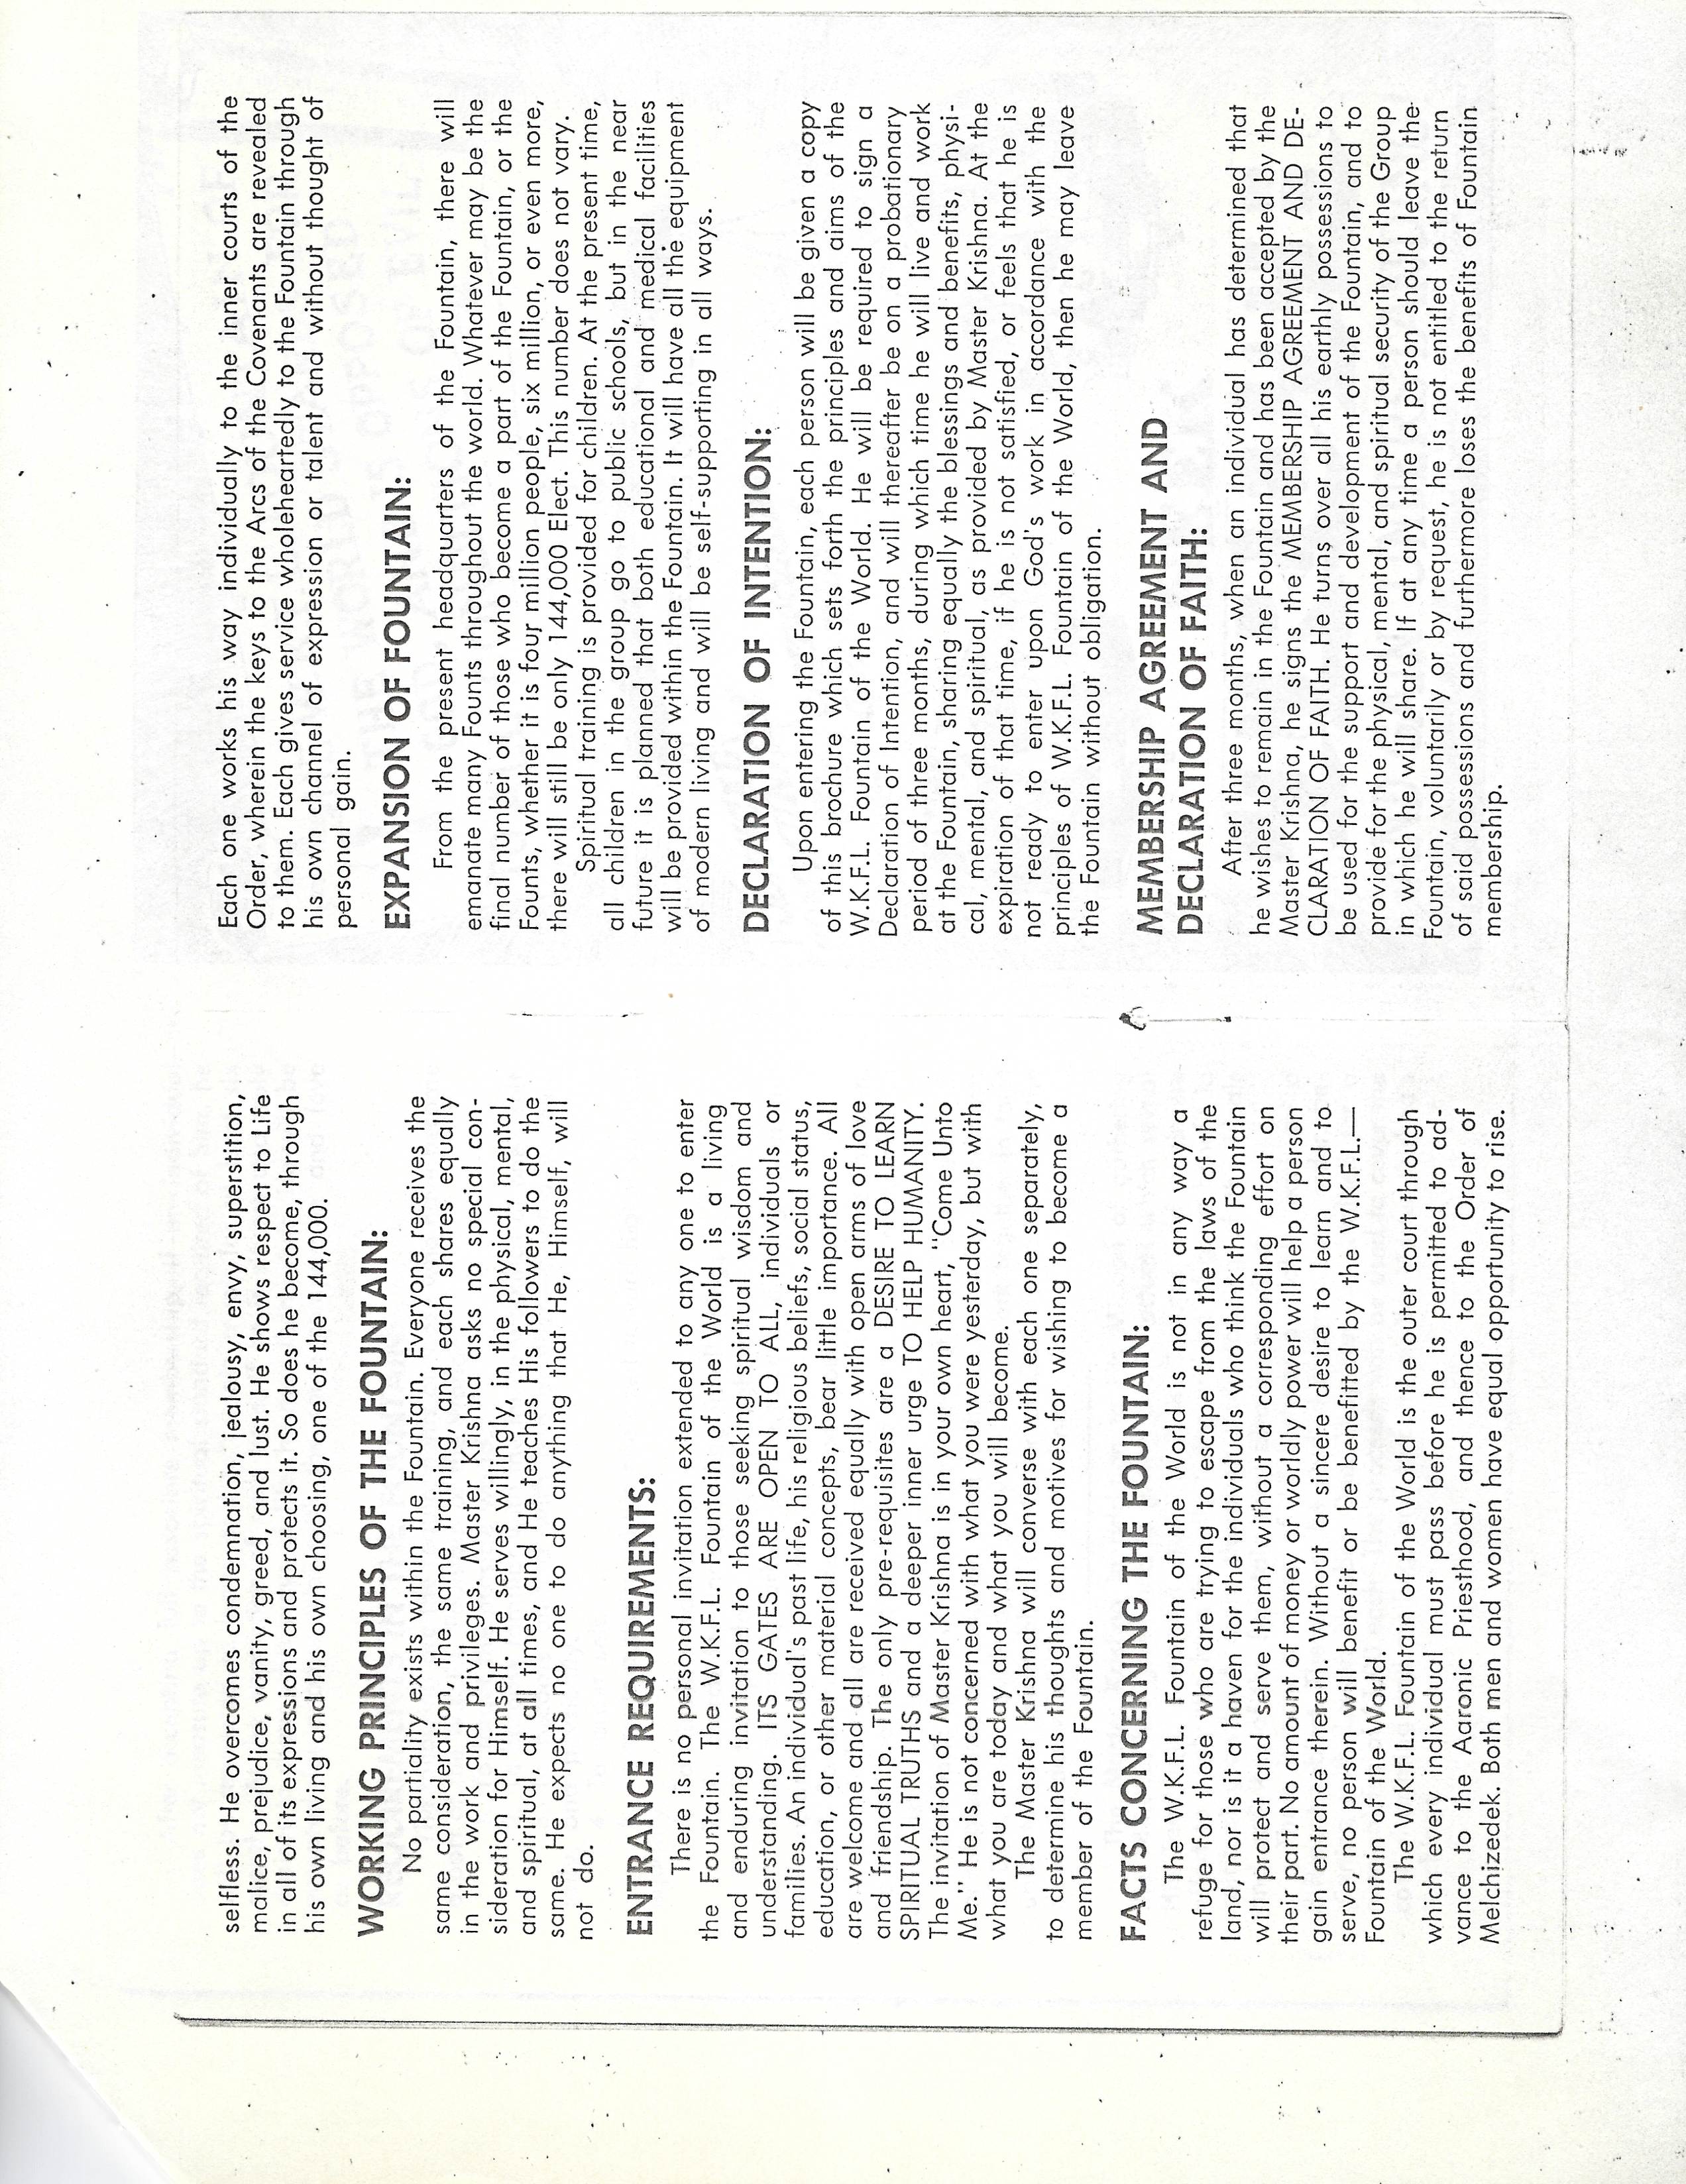 selfless. He overcomes condemnation, jealousy, envy, superstition,
malice, prejudice, vanity, greed, and lust. He shows respect to Life
in all of its expressions and protects it. So does he become, through
his own living and his own choosing, one of the 144,000.
WORKING PRINCIPLES OF THE FOUNTAIN:
No partiality exists within the Fountain. Everyone receives the
same consideration, the same training, and each shares equally
in the work and privileges. Master Krishna asks no special con-
sideration for Himself. He serves willingly, in the physical, mental,
and spiritual, at all times, and He teaches His followers to do the
same. He expects no one to do anything that He, Himself, will
not do.
ENTRANCE REQUIREMENTS:
There is no personal invitation extended to any one to enter
the Fountain. The W.K.F.L. Fountain of the World is a living
and enduring invitation to those seeking spiritual wisdom and
understanding. ITS GATES ARE OPEN TO ALL, individuals or
families. An individual's past life, his religious beliefs, social status,
education, or other material concepts, bear little importance. All
are welcome and all are received equally with open arms of love
and friendship. The only pre-requisites are a DESIRE TO LEARN
SPIRITUAL TRUTHS and a deeper inner urge TO HELP HUMANITY.
The invitation of Master Krishna is in your own heart, "Come Unto
Me." He is not concerned with what you were yesterday, but with
what you are today and what you will become.
The Master Krishna will converse with each one separately,
to determine his thoughts and motives for wishing to become a
member of the Fountain.
FACTS CONCERNING THE FOUNTAIN:
The W.K.F.L. Fountain of the World is not in any way a
refuge for those who are trying to escape from the laws of the
land, nor is it a haven for the individuals who think the Fountain
will protect and serve them, without a corresponding effort on
their part. No amount of money or worldly power will help a person
gain entrance therein. Without a sincere desire to learn and to
serve, no person will benefit or be benefitted by the W.K.F.L.—
Fountain of the World.
The W.K.F.L. Fountain of the World is the outer court through
which every individual must pass before he is permitted to ad-
vance to the Aaronic Priesthood, and thence to the Order of
Melchizedek. Both men and women have equal opportunity to rise.
Each one works his way individually to the inner courts of the
Order, wherein the keys to the Arcs of the Covenants are revealed
to them. Each gives service wholeheartedly to the Fountain through
his own channel of expression or talent and without thought of
personal gain.
EXPANSION OF FOUNTAIN:
From the present headquarters of the Fountain, there will
emanate many Founts throughout the world. Whatever may be the
final number of those who become a part of the Fountain, or the
Founts, whether it is four million people, six million, or even more,
there will still be only 144,000 Elect. This number does not vary.
Spiritual training is provided for children. At the present time,
all children in the group go to public schools, but in the near
future it is planned that both educational and medical facilities
will be provided within the Fountain. It will have all the equipment
of modern living and will be self-supporting in all ways.
DECLARATION OF INTENTION:
Upon entering the Fountain, each person will be given a copy
of this brochure which sets forth the principles and aims of the
W.K.F.L. Fountain of the World. He will be required to sign a
Declaration of Intention, and will thereafter be on a probationary
period of three months, during which time he will live and work
at the Fountain, sharing equally the blessings and benefits, physi-
cal, mental, and spiritual, as provided by Master Krishna. At the
expiration of that time, if he is not satisfied, or feels that he is
not ready to enter upon God's work in accordance with the
principles of W.K.F.L. Fountain of the World, then he may leave
the Fountain without obligation.
MEMBERSHIP AGREEMENT AND
DECLARATION OF FAITH:
After three months, when an individual has determined that
he wishes to remain in the Fountain and has been accepted by the
Master Krishna, he signs the MEMBERSHIP AGREEMENT AND DE-
CLARATION OF FAITH. He turns over all his earthly possessions to
be used for the support and development of the Fountain, and to
provide for the physical, mental, and spiritual security of the Group
in which he will share. If at any time a person should leave the
Fountain, voluntarily or by request, he is not entitled to the return
of said possessions and furthermore loses the benefits of Fountain
membership.